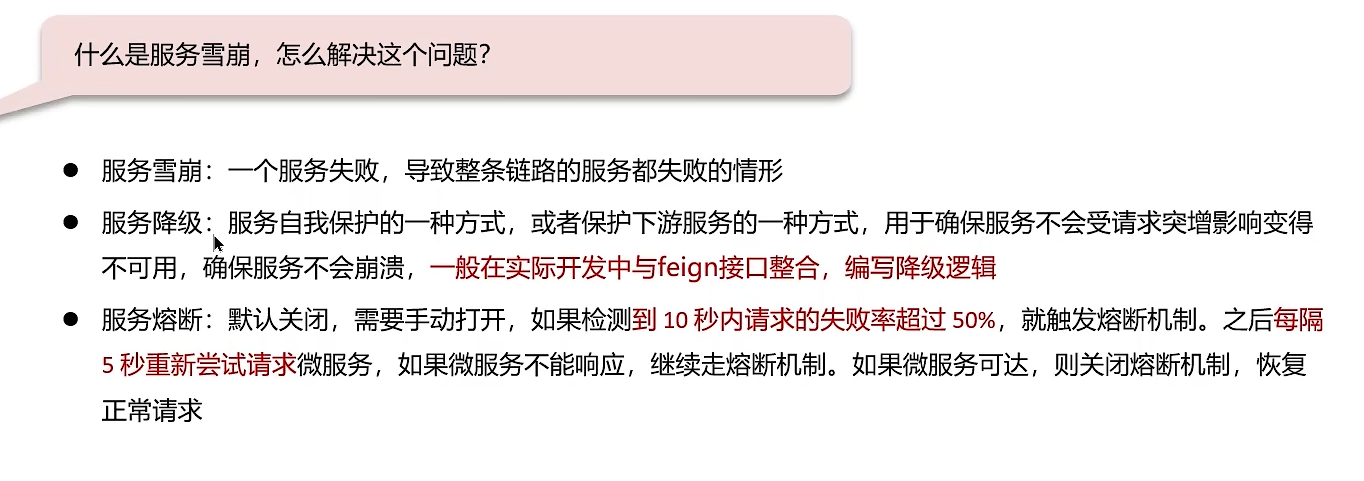 什么是服务雪崩，怎么解决这个问题？
● 服务雪崩：一个服务失败，导致整条链路的服务都失败的情形
● 服务降级：服务自我保护的一种方式，或者保护下游服务的一种方式，用于确保服务不会受请求突增影响变得
不可用，确保服务不会崩溃，一般在实际开发中与feign接口整合，编写降级逻辑
● 服务熔断：默认关闭，需要手动打开，如果检测到 10 秒内请求的失败率超过 50%，就触发熔断机制。之后每隔
5 秒重新尝试请求微服务，如果微服务不能响应，继续走熔断机制。如果微服务可达，则关闭熔断机制，恢复
正常请求